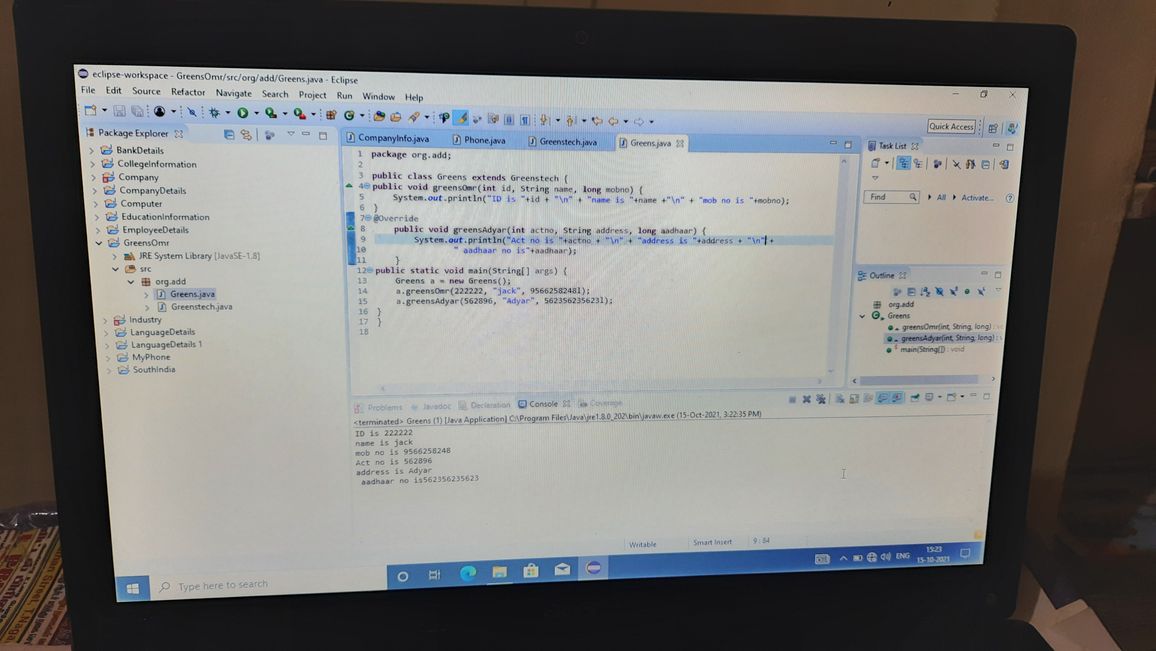 eclipse-workspace - GreensOmr/src/org/add/Greens.java - Eclipse
File Edit Source Refactor Navigate Search Project Run Window Help
Quick Access
Package Explorer
BankDetails
CollegeInformation
Company
CompanyDetails
Computer
EducationInformation
EmployeeDetails
GreensOmr
JRE System Library [JavaSE-1.8]
src
org.add
Greens.java
Greenstech.java
Industry
LanguageDetails
LanguageDetails 1
MyPhone
SouthIndia
CompanyInfo.java Phone.java Greenstech.java Greens.java
1 package org.add;
2
3 public class Greens extends Greenstech {
4 public void greensOmr(int id, String name, long mobno) {
5 System.out.println("ID is "+id + "\n" + "name is "+name +"\n" + "mob no is "+mobno);
6 }
7 @Override
8 public void greensAdyar(int actno, String address, long aadhaar) {
9 System.out.println("Act no is "+actno + "\n" + "address is "+address + "\n" +
10 " aadhaar no is"+aadhaar);
11 }
12 public static void main(String[] args) {
13 Greens a = new Greens();
14 a.greensOmr(222222, "jack", 9566258248l);
15 a.greensAdyar(562896, "Adyar", 562356235623l);
16 }
17 }
18
Task List
Find All Activate...
Outline
org.add
Greens
greensOmr(int, String, long)
greensAdyar(int, String, long)
main(String[]) : void
Problems Javadoc Declaration Console Coverage
<terminated> Greens (1) [Java Application] C:\Program Files\Java\jre1.8.0_202\bin\javaw.exe (15-Oct-2021, 3:22:35 PM)
ID is 222222
name is jack
mob no is 9566258248
Act no is 562896
address is Adyar
aadhaar no is562356235623
Writable Smart Insert 9 : 84
Type here to search
ENG
15:23
15-10-2021